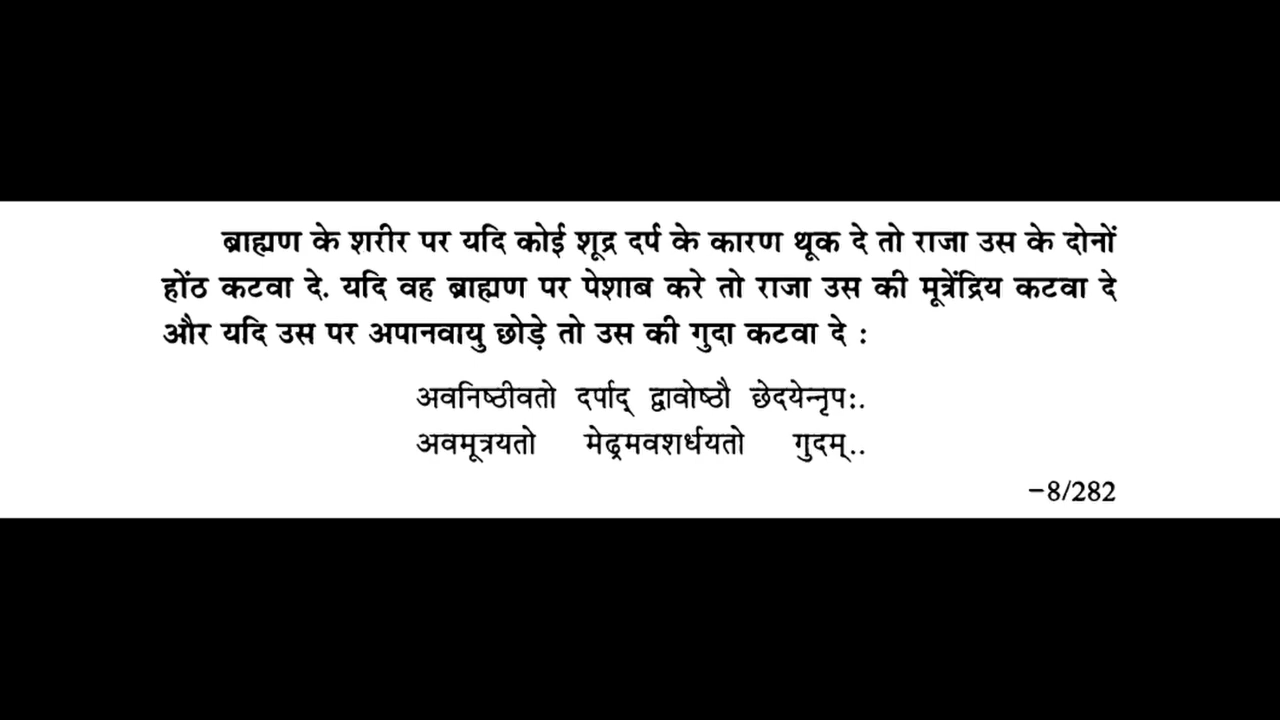 ब्राह्मण के शरीर पर यदि कोई शूद्र दर्प के कारण थूक दे तो राजा उस के दोनों
होंठ कटवा दे. यदि वह ब्राह्मण पर पेशाब करे तो राजा उस की मूत्रेंद्रिय कटवा दे
और यदि उस पर अपानवायु छोड़े तो उस की गुदा कटवा दे :
अवनिष्ठीवतो दर्पाद् द्वावोष्ठौ छेदयेन्नृप:.
अवमूत्रयतो मेढ्रमवशर्धयतो गुदम्..
–8/282